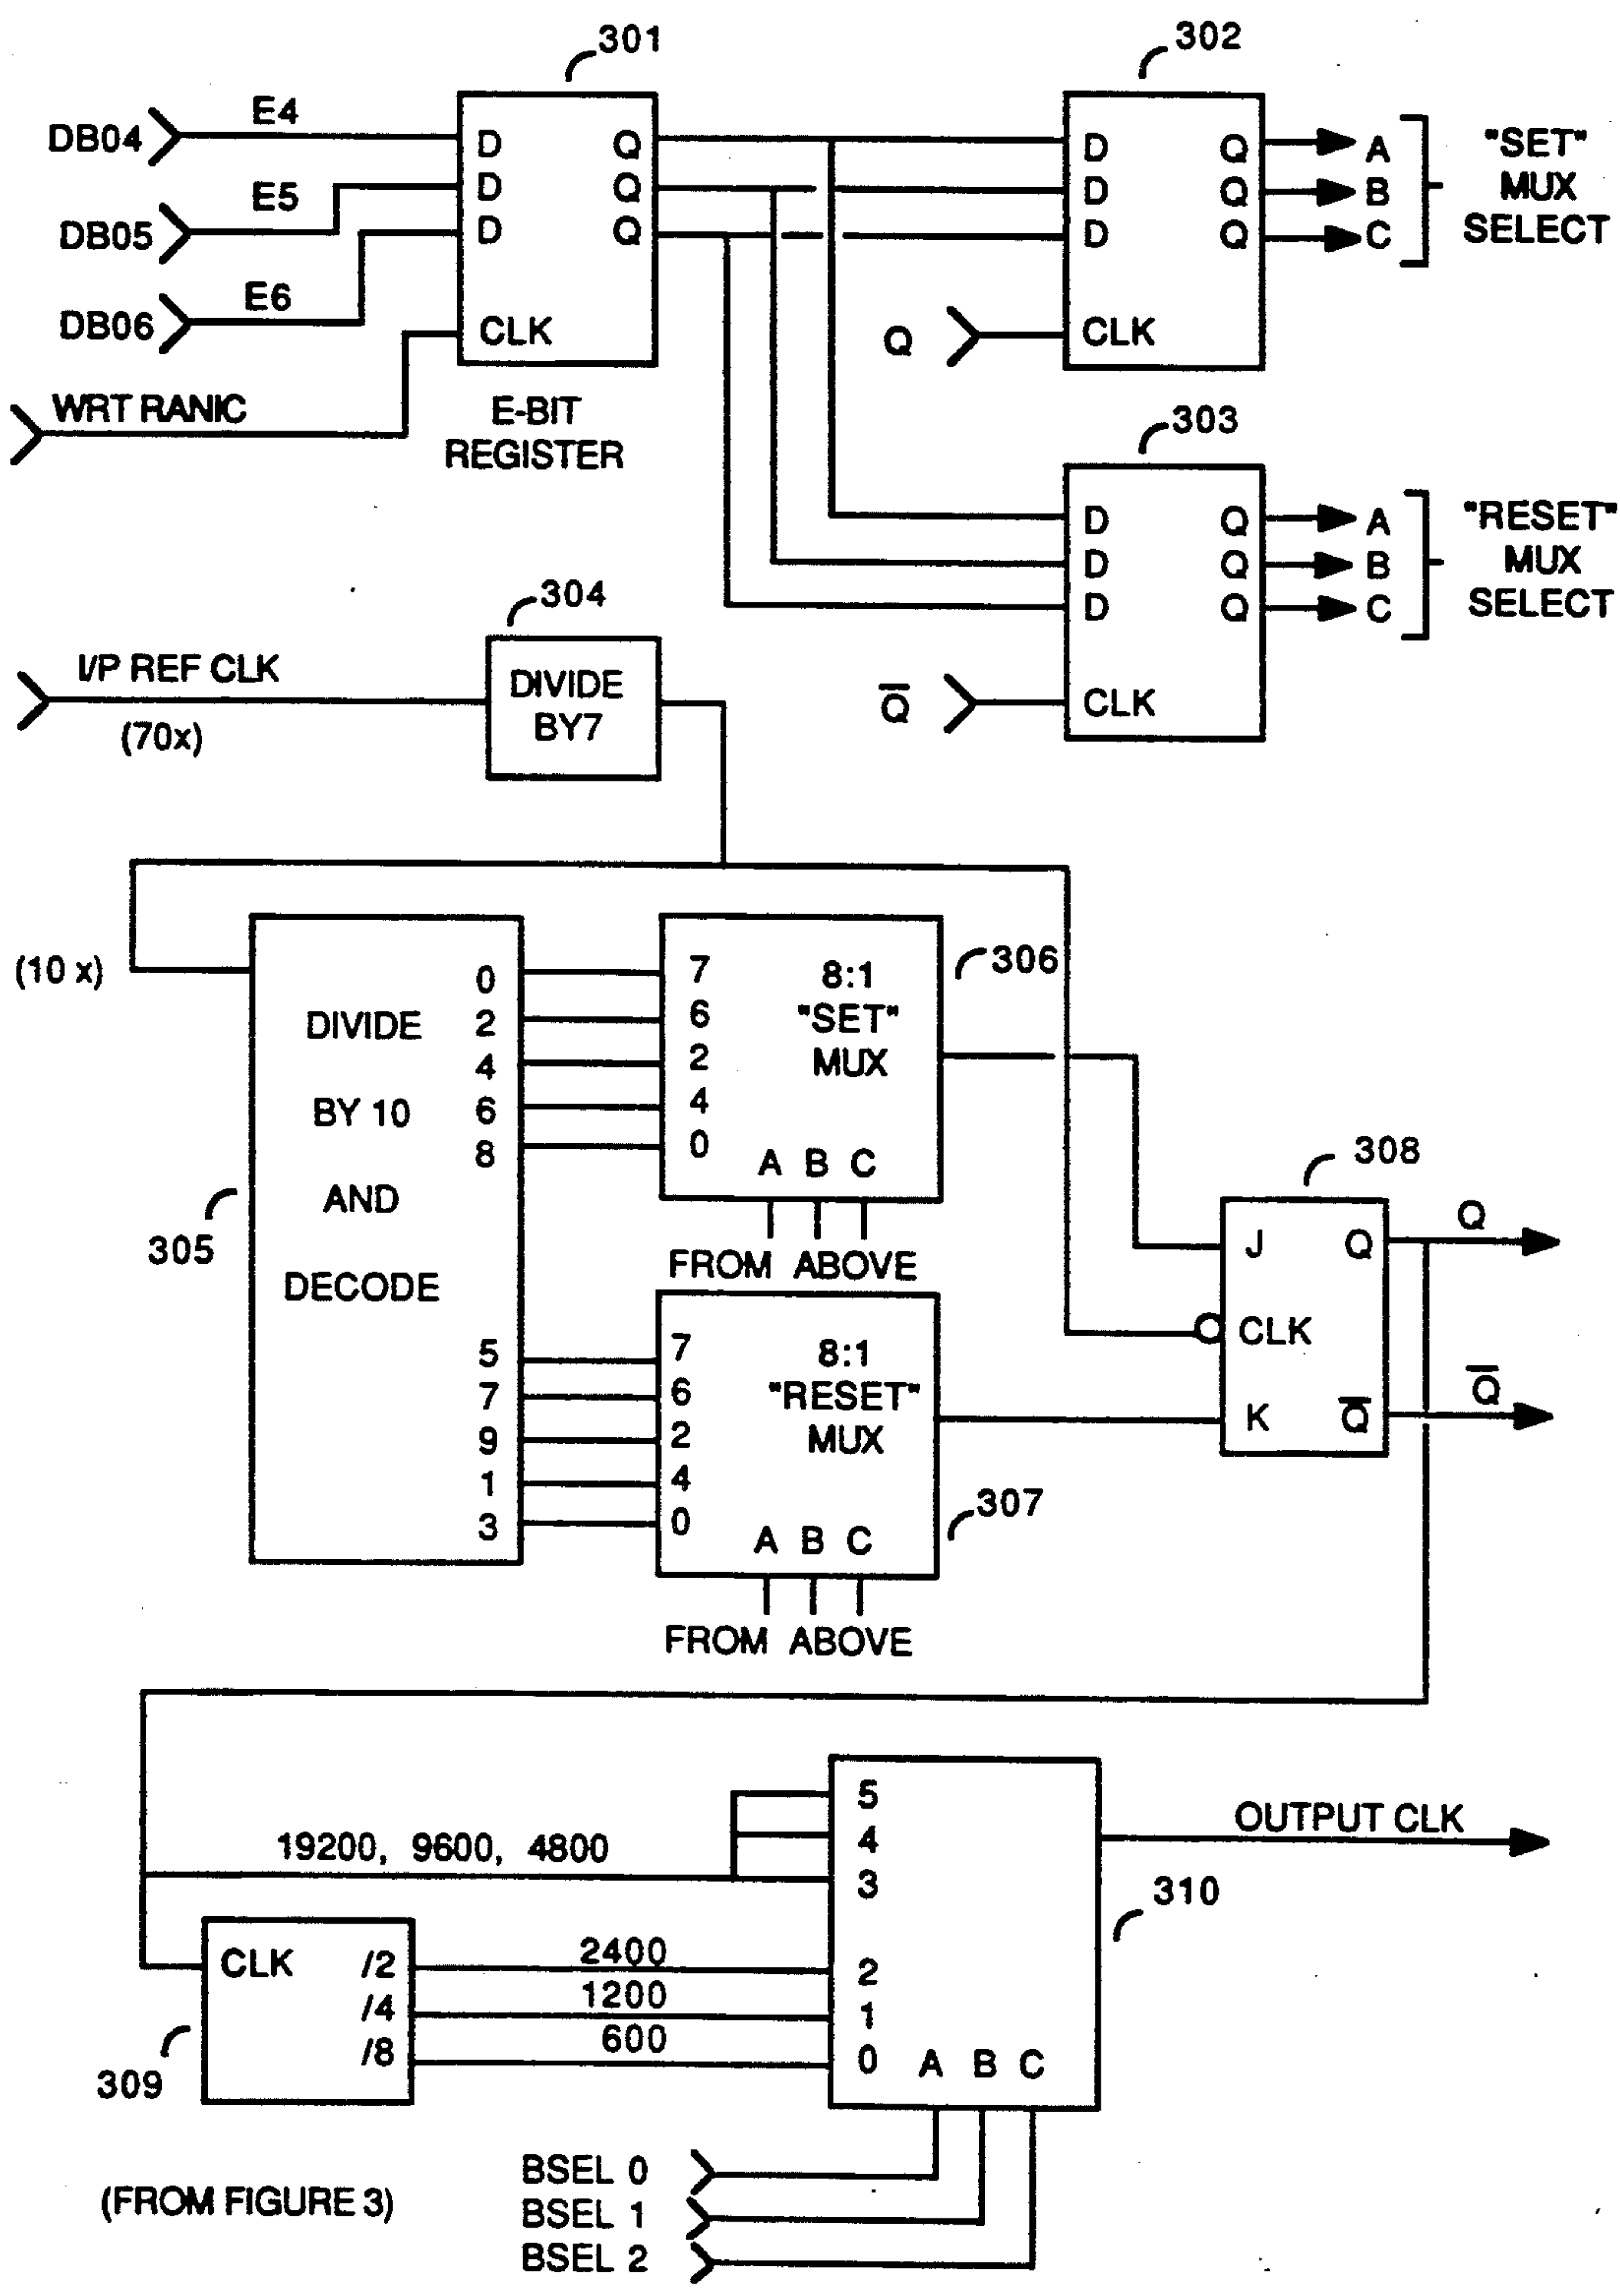 301
302
DB04
E4
D
Q
D
Q
A
"SET"
DB05
E5
D
Q
D
Q
B
MUX
D
Q
D
Q
C
SELECT
DB06
E6
CLK
Q
CLK
WRT RANIC
E-BIT
REGISTER
303
D
Q
A
"RESET"
D
Q
B
MUX
D
Q
C
SELECT
Q̅
CLK
304
I/P REF CLK
(70x)
DIVIDE
BY7
(10 x)
305
DIVIDE
BY 10
AND
DECODE
0
2
4
6
8
5
7
9
1
3
306
7
6
2
4
0
8:1
"SET"
MUX
A B C
FROM ABOVE
307
7
6
2
4
0
8:1
"RESET"
MUX
A B C
FROM ABOVE
308
J
Q
Q
CLK
K
Q̅
Q̅
19200, 9600, 4800
309
CLK
/2
/4
/8
2400
1200
600
310
5
4
3
2
1
0
A B C
OUTPUT CLK
BSEL 0
BSEL 1
BSEL 2
(FROM FIGURE 3)